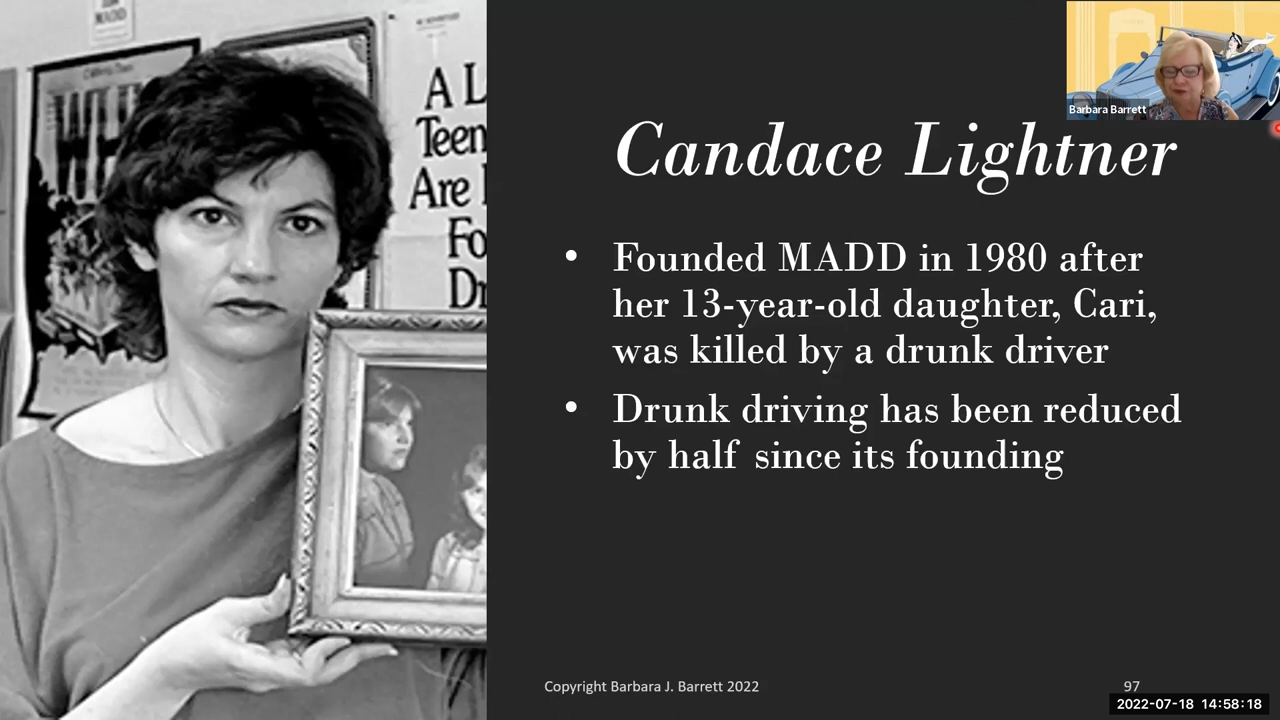 MADD
A L
Teen
Are
Fo
Dr
Barbara Barrett
Candace Lightner
• Founded MADD in 1980 after
her 13-year-old daughter, Cari,
was killed by a drunk driver
• Drunk driving has been reduced
by half since its founding
Copyright Barbara J. Barrett 2022
97
2022-07-18 14:58:18